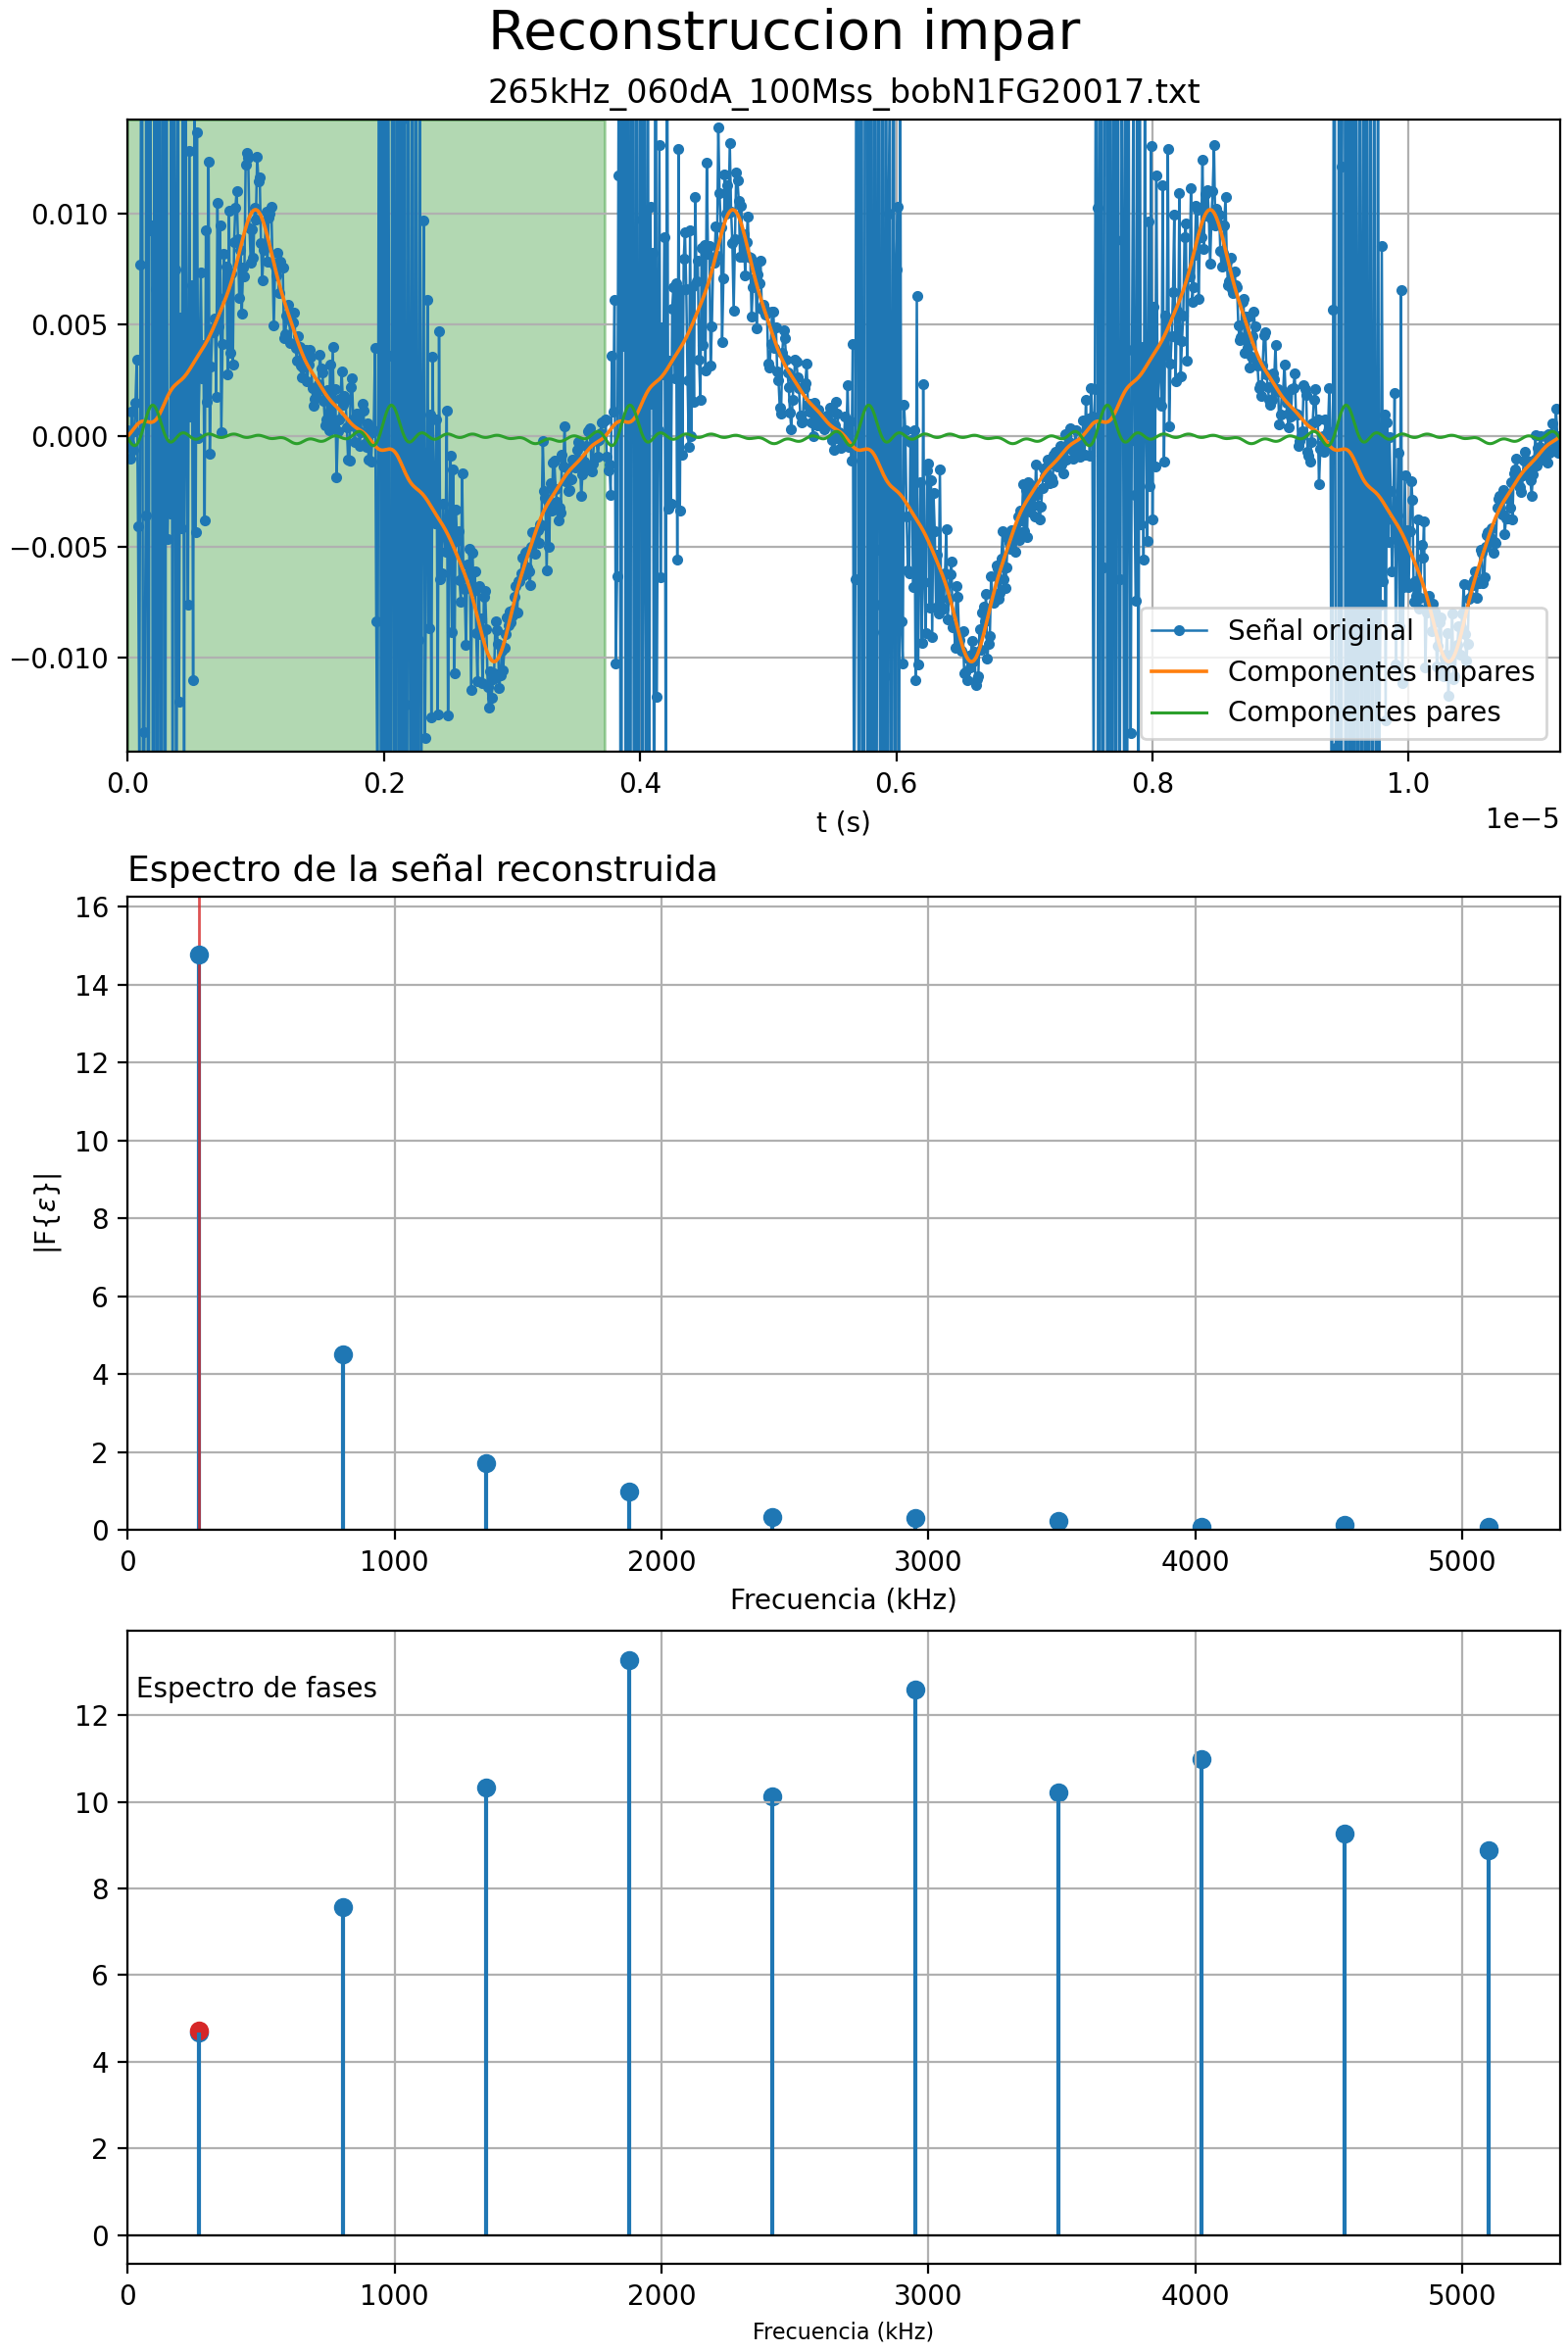 Reconstruccion impar
265kHz_060dA_100Mss_bobN1FG20017.txt
0.010
0.005
0.000
−0.005
−0.010
Señal original
Componentes impares
Componentes pares
0.0 0.2 0.4 0.6 0.8 1.0
t (s)
1e−5
Espectro de la señal reconstruida
16
14
12
10
8
6
4
2
0
|F{ε}|
0 1000 2000 3000 4000 5000
Frecuencia (kHz)
Espectro de fases
12
10
8
6
4
2
0
0 1000 2000 3000 4000 5000
Frecuencia (kHz)